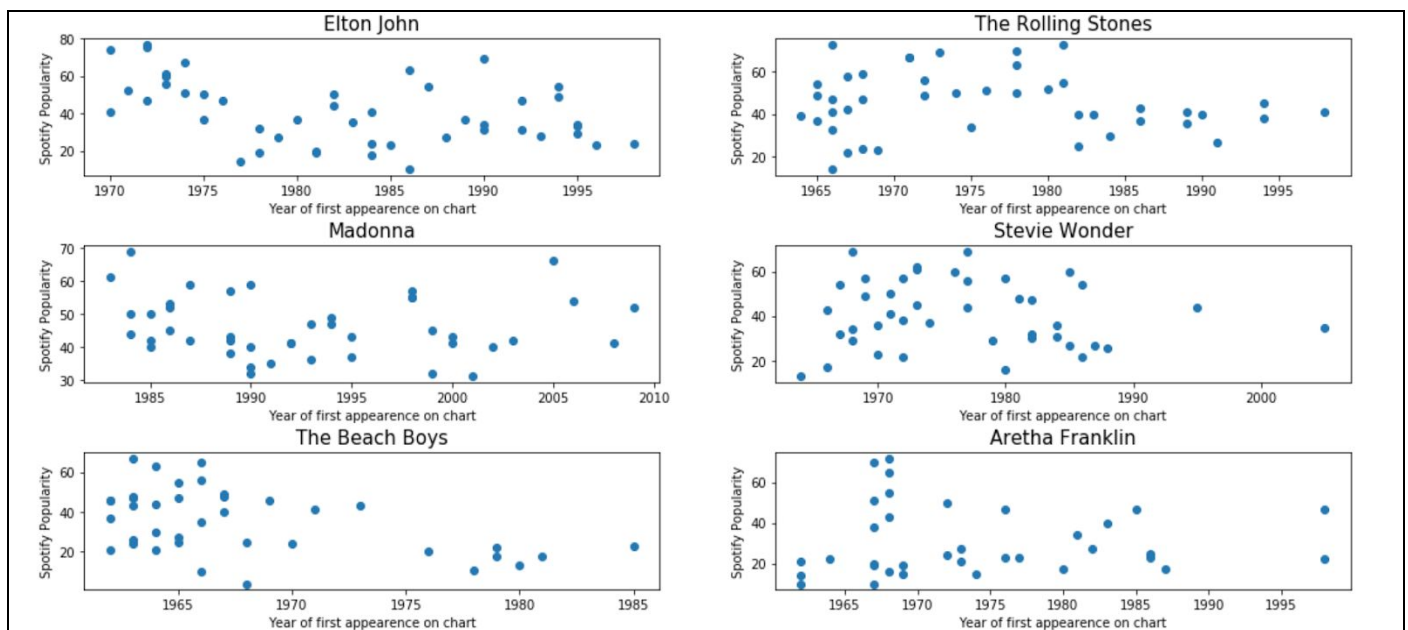 Elton John
80
60
40
20
Spotify Popularity
1970 1975 1980 1985 1990 1995
Year of first appearence on chart
The Rolling Stones
60
40
20
Spotify Popularity
1965 1970 1975 1980 1985 1990 1995
Year of first appearence on chart
Madonna
70
60
50
40
30
Spotify Popularity
1985 1990 1995 2000 2005 2010
Year of first appearence on chart
Stevie Wonder
60
40
20
Spotify Popularity
1970 1980 1990 2000
Year of first appearence on chart
The Beach Boys
60
40
20
Spotify Popularity
1965 1970 1975 1980 1985
Year of first appearence on chart
Aretha Franklin
60
40
20
Spotify Popularity
1965 1970 1975 1980 1985 1990 1995
Year of first appearence on chart